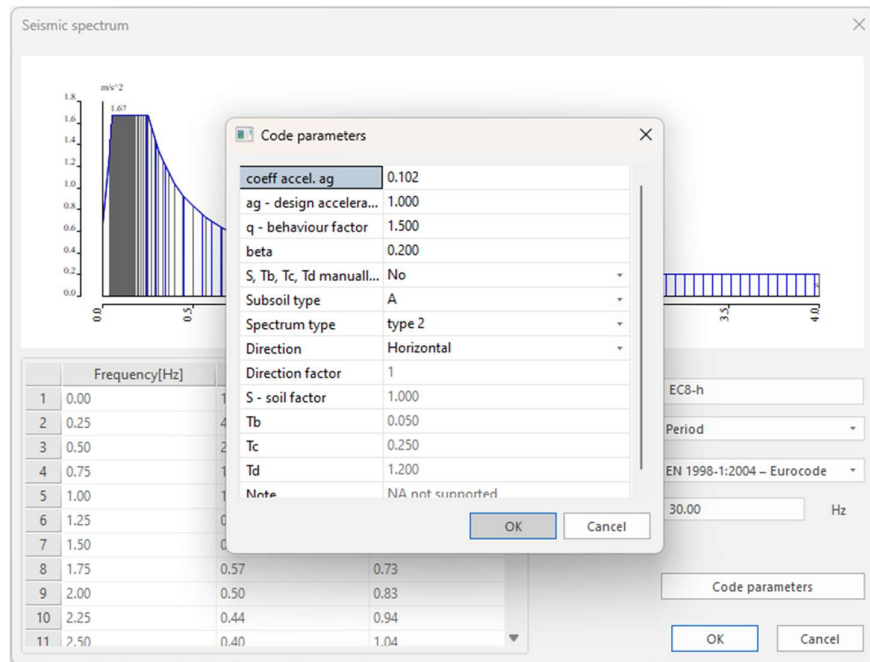 Seismic spectrum
m/s^2
1.8
1.67
1.6
1.4
1.2
1.0
0.8
0.6
0.4
0.2
0.0
0.0
0.5
3.5
4.0
Code parameters
coeff accel. ag 0.102
ag - design accelera... 1.000
q - behaviour factor 1.500
beta 0.200
S, Tb, Tc, Td manuall... No
Subsoil type A
Spectrum type type 2
Direction Horizontal
Direction factor 1
S - soil factor 1.000
Tb 0.050
Tc 0.250
Td 1.200
Note NA not supported
OK Cancel
Frequency[Hz]
1 0.00 1
2 0.25 4
3 0.50 2
4 0.75 1
5 1.00 1
6 1.25 0
7 1.50 0
8 1.75 0.57 0.73
9 2.00 0.50 0.83
10 2.25 0.44 0.94
11 2.50 0.40 1.04
EC8-h
Period
EN 1998-1:2004 – Eurocode
30.00 Hz
Code parameters
OK Cancel